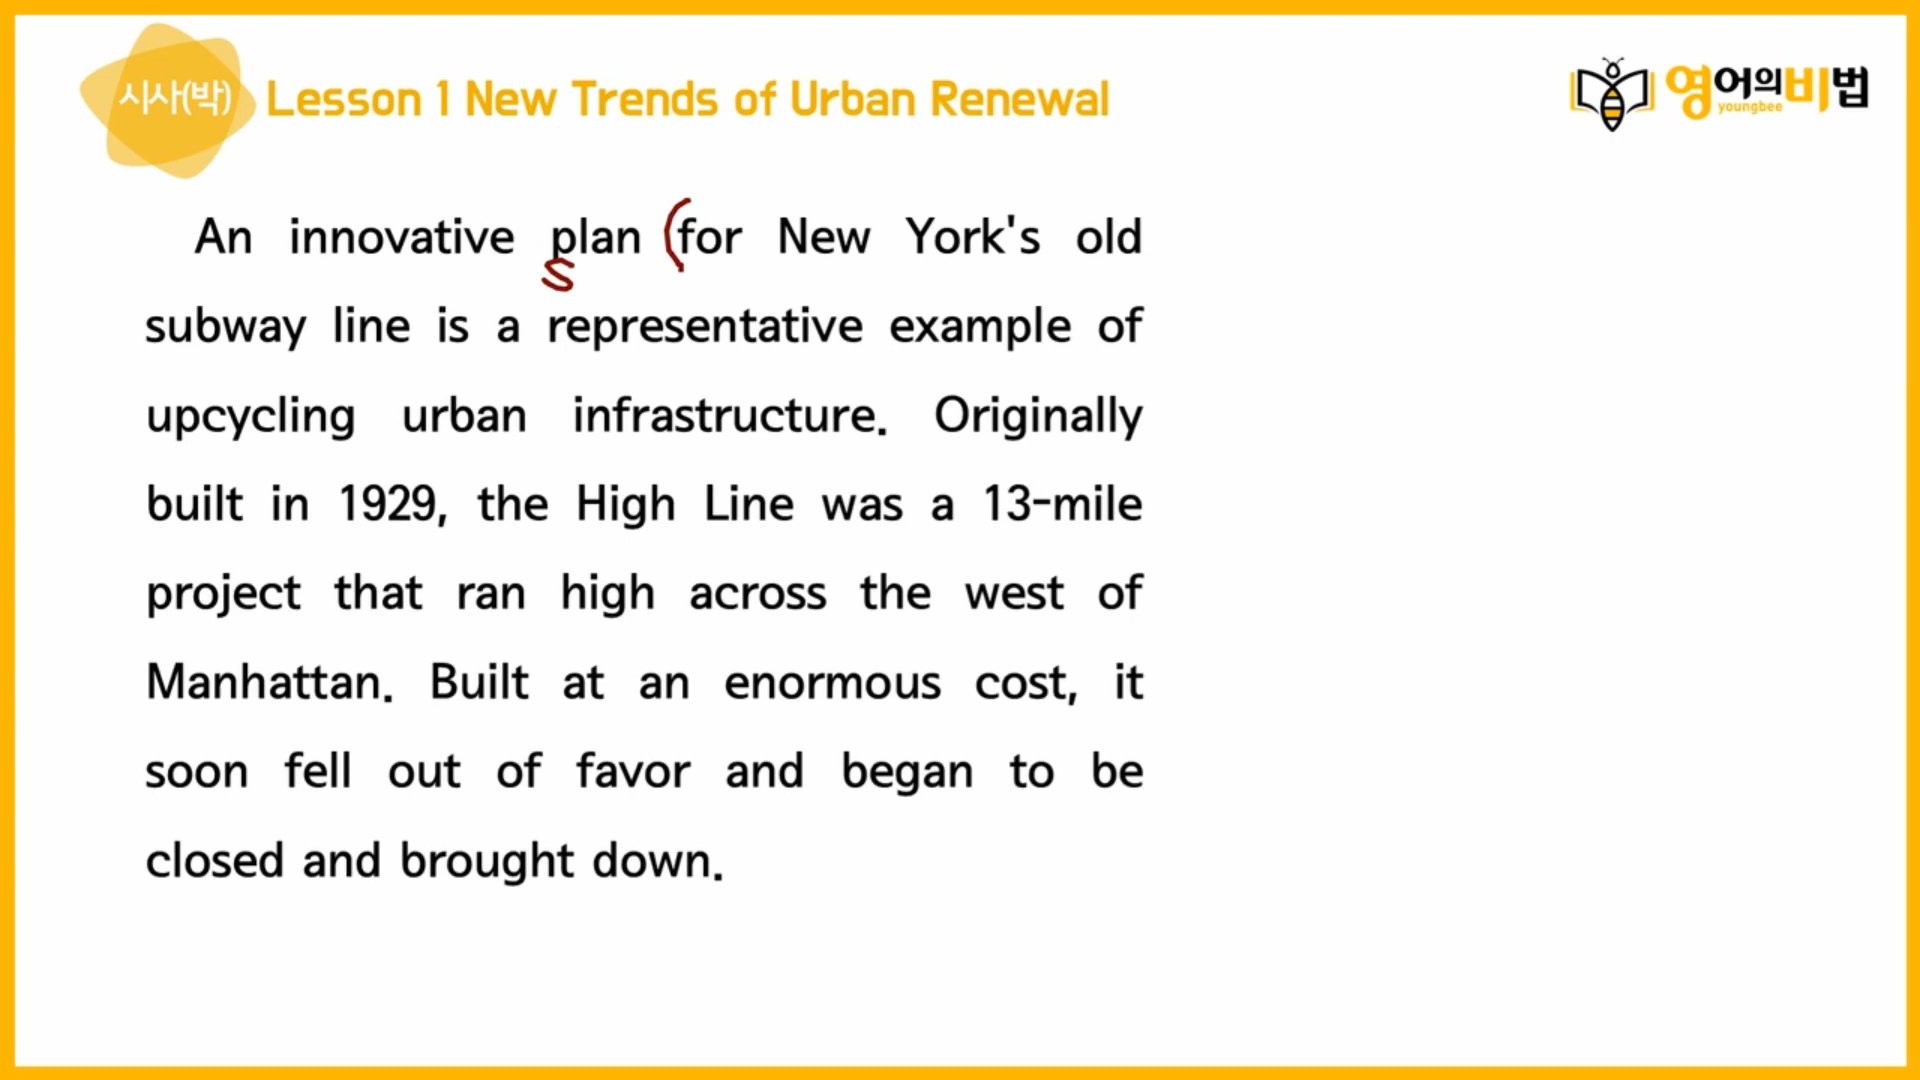 시사(박) Lesson 1 New Trends of Urban Renewal
영어의비법
youngbee
An innovative plan (for New York's old
s
subway line is a representative example of
upcycling urban infrastructure. Originally
built in 1929, the High Line was a 13-mile
project that ran high across the west of
Manhattan. Built at an enormous cost, it
soon fell out of favor and began to be
closed and brought down.